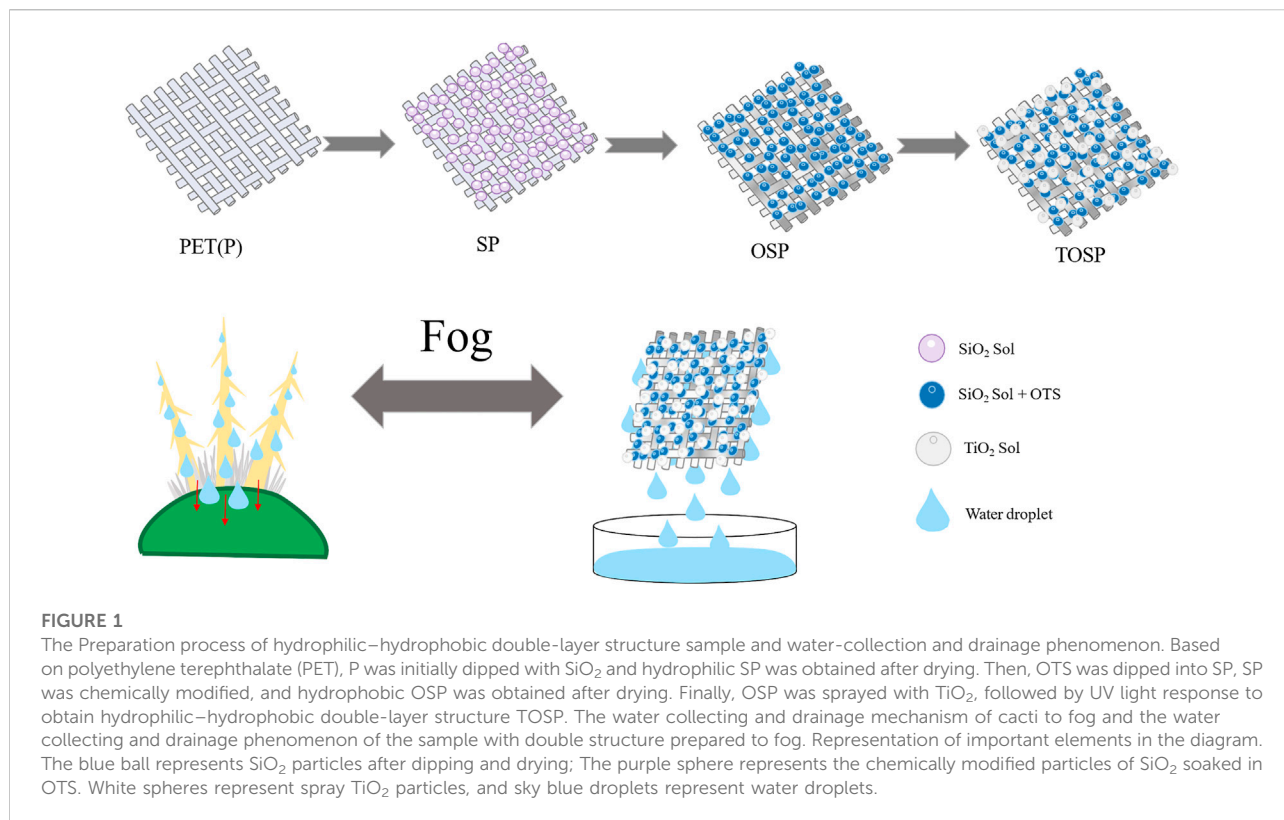 PET(P)
SP
OSP
TOSP
Fog
SiO₂ Sol
SiO₂ Sol + OTS
TiO₂ Sol
Water droplet
FIGURE 1
The Preparation process of hydrophilic–hydrophobic double-layer structure sample and water-collection and drainage phenomenon. Based
on polyethylene terephthalate (PET), P was initially dipped with SiO₂ and hydrophilic SP was obtained after drying. Then, OTS was dipped into SP, SP
was chemically modified, and hydrophobic OSP was obtained after drying. Finally, OSP was sprayed with TiO₂, followed by UV light response to
obtain hydrophilic–hydrophobic double-layer structure TOSP. The water collecting and drainage mechanism of cacti to fog and the water
collecting and drainage phenomenon of the sample with double structure prepared to fog. Representation of important elements in the diagram.
The blue ball represents SiO₂ particles after dipping and drying; The purple sphere represents the chemically modified particles of SiO₂ soaked in
OTS. White spheres represent spray TiO₂ particles, and sky blue droplets represent water droplets.